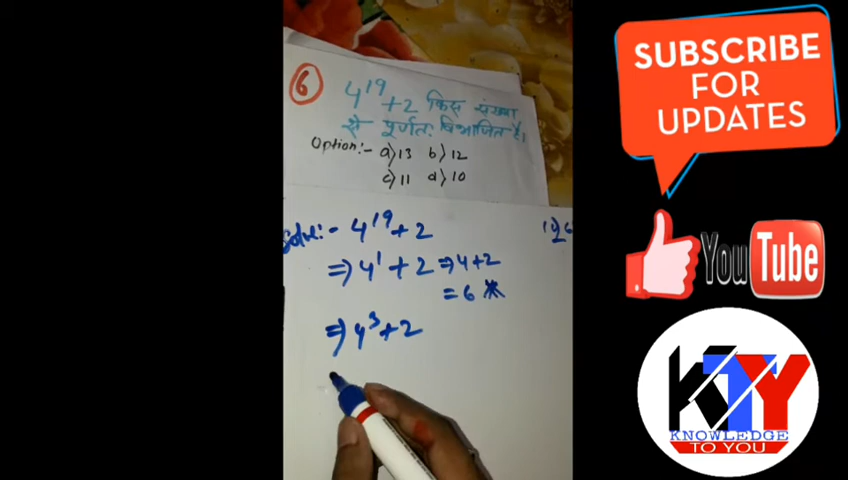 6 4¹⁹+2 किस संख्या
से पूर्णतः विभाजित है।
Option:- a) 13 b) 12
c) 11 d) 10
Solve:- 4¹⁹+2
⇒ 4¹+2 ⇒ 4+2
= 6
⇒ 4³+2
SUBSCRIBE
FOR
UPDATES
YouTube
KTY
KNOWLEDGE
TO YOU